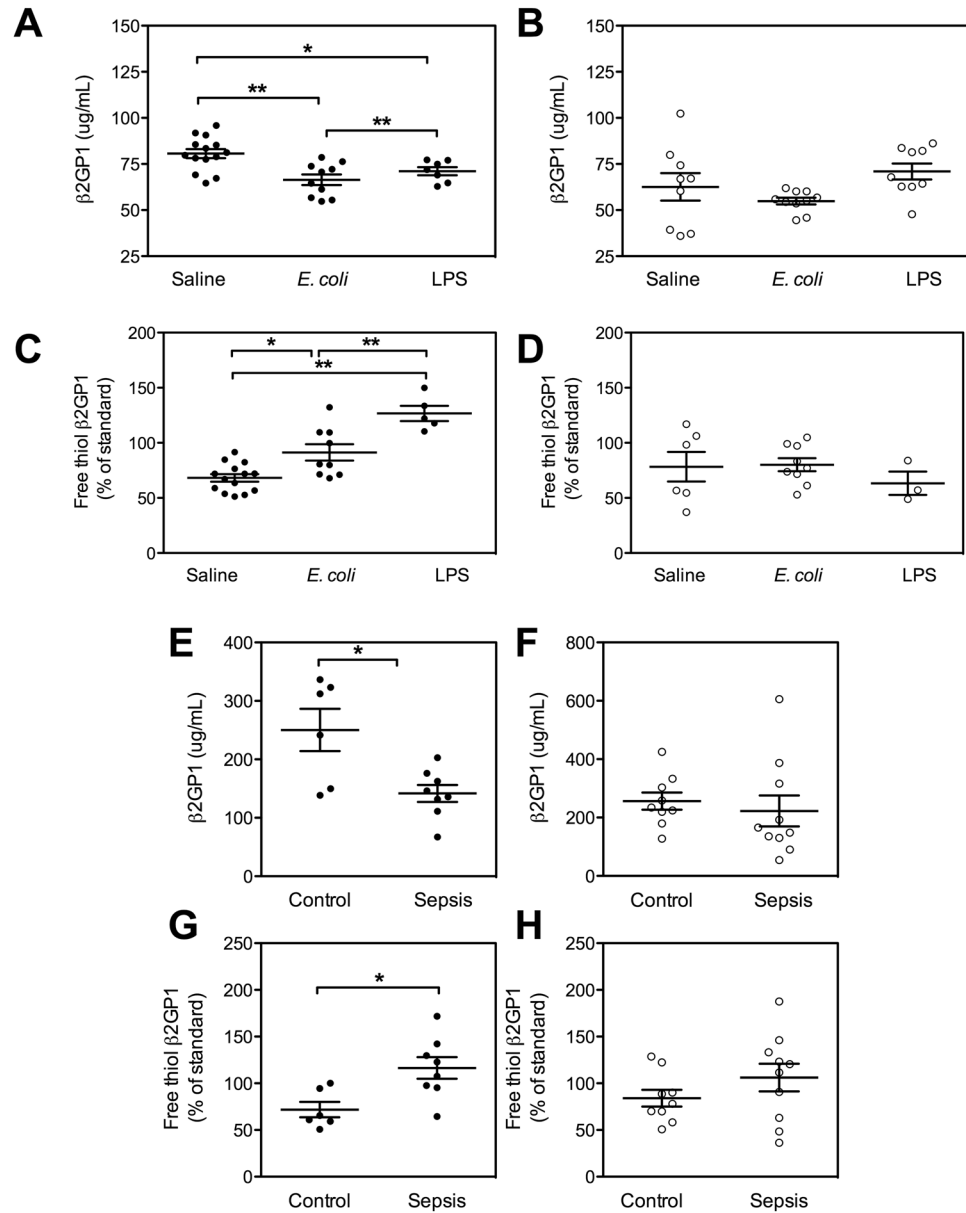 A
β2GP1 (ug/mL)
150
125
100
75
50
25
*
**
**
Saline E. coli LPS
B
β2GP1 (ug/mL)
150
125
100
75
50
25
Saline E. coli LPS
C
Free thiol β2GP1
(% of standard)
200
150
100
50
0
* **
**
Saline E. coli LPS
D
Free thiol β2GP1
(% of standard)
200
150
100
50
0
Saline E. coli LPS
E
β2GP1 (ug/mL)
400
300
200
100
0
*
Control Sepsis
F
β2GP1 (ug/mL)
800
600
400
200
0
Control Sepsis
G
Free thiol β2GP1
(% of standard)
250
200
150
100
50
0
*
Control Sepsis
H
Free thiol β2GP1
(% of standard)
250
200
150
100
50
0
Control Sepsis